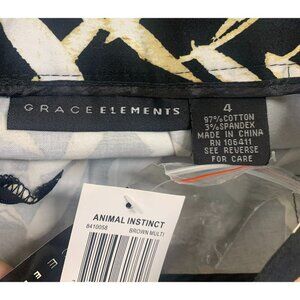 GRACE ELEMENTS
4
97% COTTON
3% SPANDEX
MADE IN CHINA
RN 106411
SEE REVERSE
FOR CARE
ANIMAL INSTINCT
8410058
BROWN MULTI